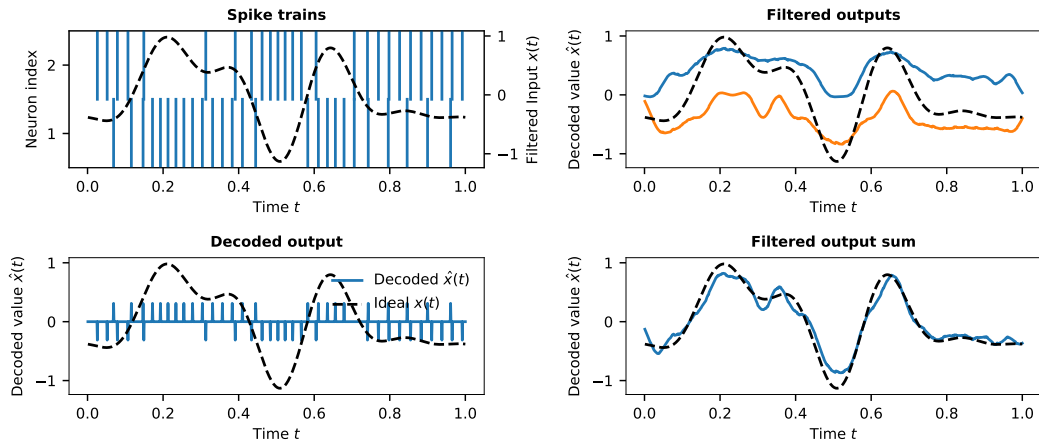 Spike trains
Neuron index
2
1
1
0
−1
Filtered Input x(t)
0.0 0.2 0.4 0.6 0.8 1.0
Time t
Filtered outputs
Decoded value x̂(t)
1
0
−1
0.0 0.2 0.4 0.6 0.8 1.0
Time t
Decoded output
Decoded value x̂(t)
1
0
−1
Decoded x̂(t)
Ideal x(t)
0.0 0.2 0.4 0.6 0.8 1.0
Time t
Filtered output sum
Decoded value x̂(t)
1
0
−1
0.0 0.2 0.4 0.6 0.8 1.0
Time t